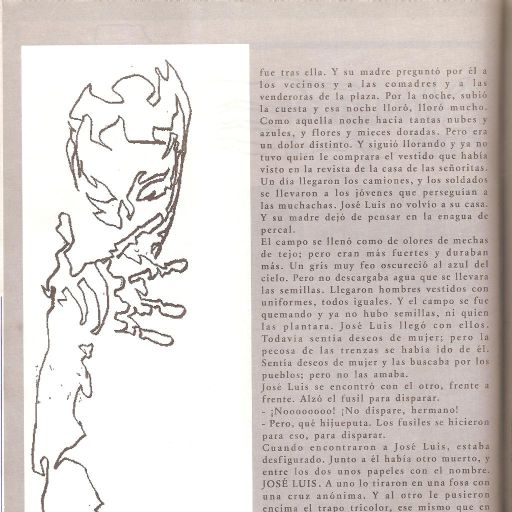 fue tras ella. Y su madre preguntó por él a
los vecinos y a las comadres y a las
venderoras de la plaza. Por la noche, subió
la cuesta y esa noche lloró, lloró mucho.
Como aquella noche hacía tantas nubes y
azules, y flores y mieces doradas. Pero era
un dolor distinto. Y siguió llorando y ya no
tuvo quien le comprara el vestido que había
visto en la revista de la casa de las señoritas.
Un día llegaron los camiones, y los soldados
se llevaron a los jóvenes que perseguían a
las muchachas. José Luis no volvio a su casa.
Y su madre dejó de pensar en la enagua de
percal.
El campo se llenó como de olores de mechas
de tejo; pero eran más fuertes y duraban
más. Un gris muy feo oscureció al azul del
cielo. Pero no descargaba agua que se llevara
las semillas. Llegaron hombres vestidos con
uniformes, todos iguales. Y el campo se fue
quemando y ya no hubo semillas, ni quien
las plantara. José Luis llegó con ellos.
Todavía sentía deseos de mujer; pero la
pecosa de las trenzas se había ido de él.
Sentía deseos de mujer y las buscaba por los
pueblos; pero no las amaba.
José Luis se encontró con el otro, frente a
frente. Alzó el fusil para disparar.
- ¡Noooooooo! ¡No dispare, hermano!
- Pero, qué hijueputa. Los fusiles se hicieron
para eso, para disparar.
Cuando encontraron a José Luis, estaba
desfigurado. Junto a él había otro muerto, y
entre los dos unos papeles con el nombre.
JOSÉ LUIS. A uno lo tiraron en una fosa con
una cruz anónima. Y al otro le pusieron
encima el trapo tricolor, ese mismo que en